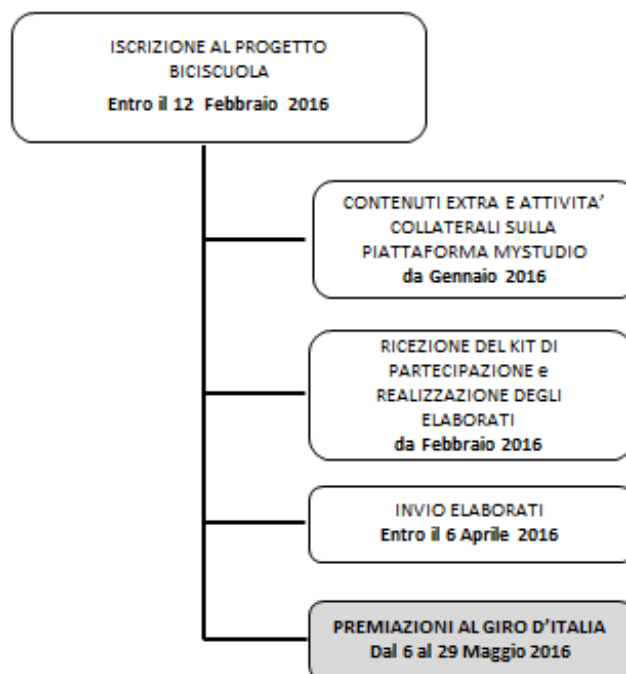 ISCRIZIONE AL PROGETTO
BICISCUOLA
Entro il 12 Febbraio 2016
CONTENUTI EXTRA E ATTIVITA’
COLLATERALI SULLA
PIATTAFORMA MYSTUDIO
da Gennaio 2016
RICEZIONE DEL KIT DI
PARTECIPAZIONE e
REALIZZAZIONE DEGLI
ELABORATI
da Febbraio 2016
INVIO ELABORATI
Entro il 6 Aprile 2016
PREMIAZIONI AL GIRO D’ITALIA
Dal 6 al 29 Maggio 2016